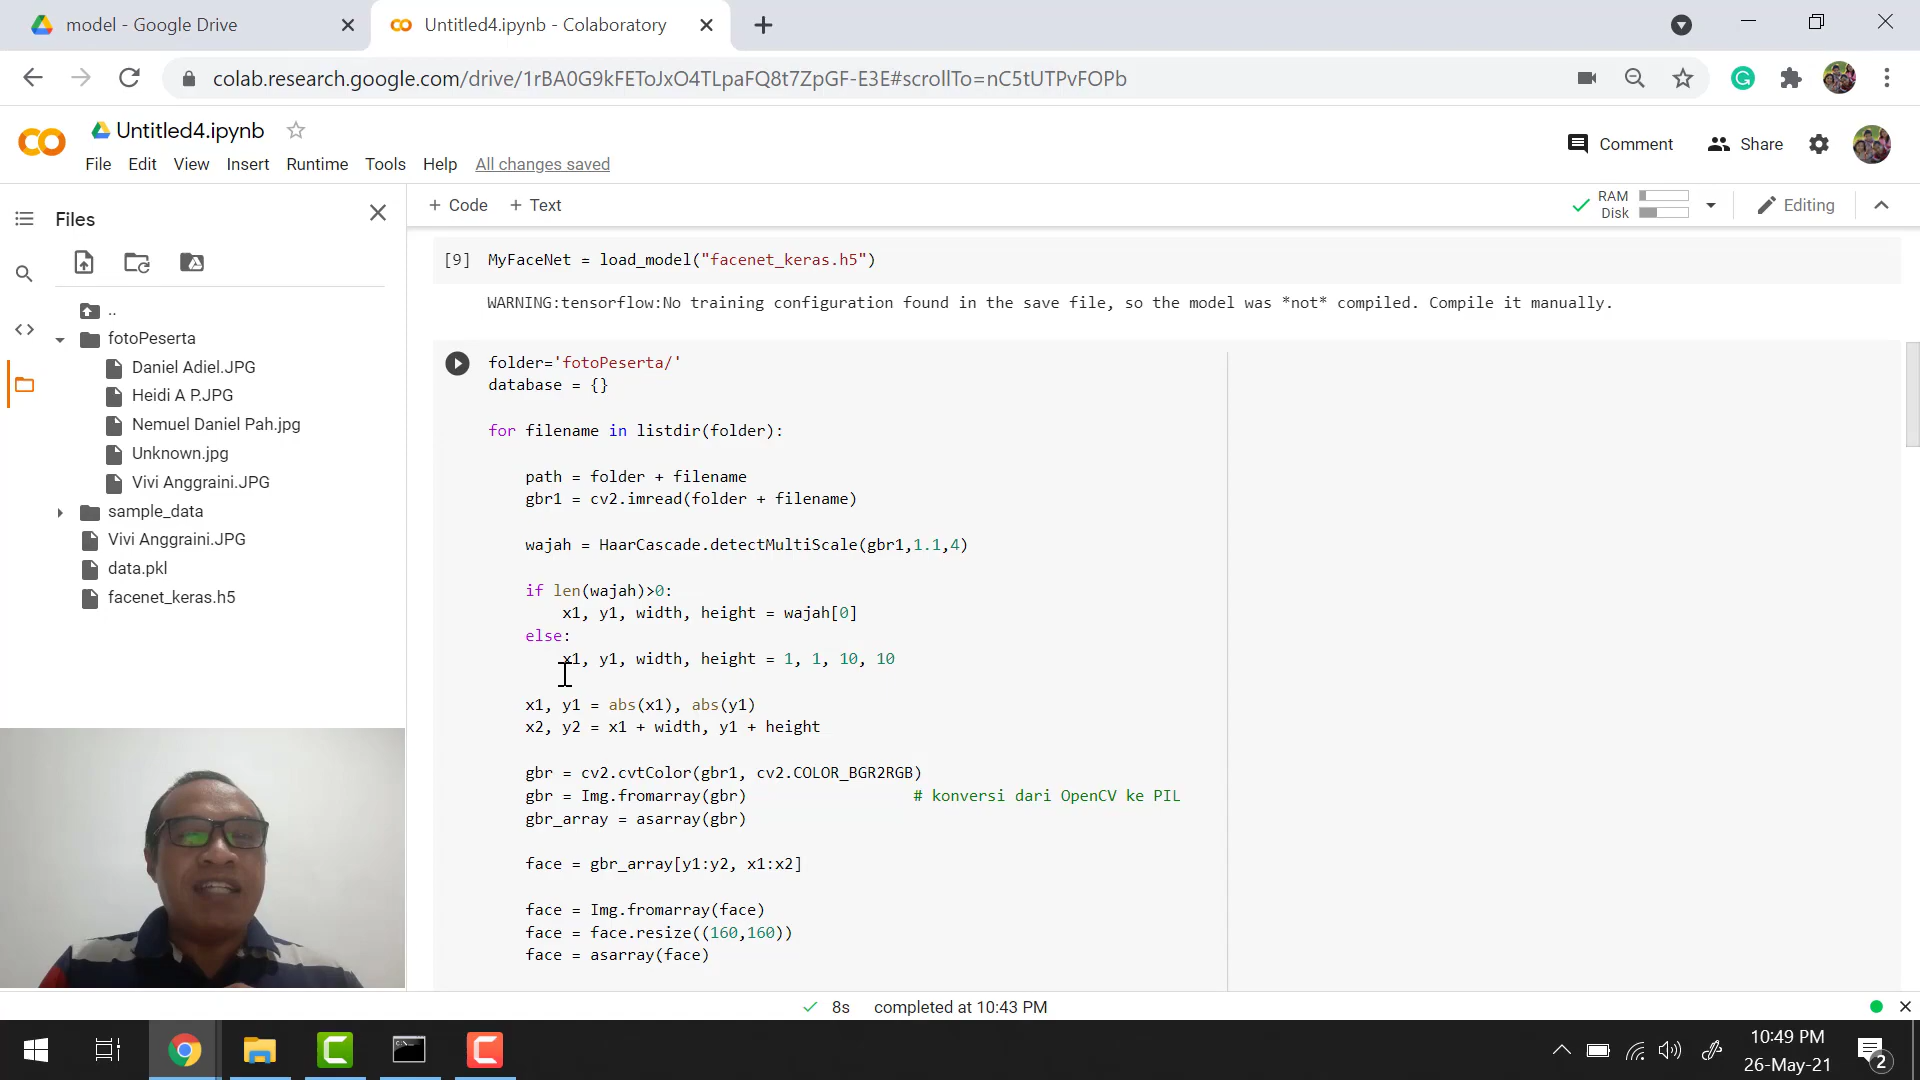 model - Google Drive
Untitled4.ipynb - Colaboratory
colab.research.google.com/drive/1rBA0G9kFEToJxO4TLpaFQ8t7ZpGF-E3E#scrollTo=nC5tUTPvFOPb
Untitled4.ipynb
File Edit View Insert Runtime Tools Help All changes saved
Comment
Share
Files
+ Code + Text
RAM
Disk
Editing
..
fotoPeserta
Daniel Adiel.JPG
Heidi A P.JPG
Nemuel Daniel Pah.jpg
Unknown.jpg
Vivi Anggraini.JPG
sample_data
Vivi Anggraini.JPG
data.pkl
facenet_keras.h5
[9] MyFaceNet = load_model("facenet_keras.h5")
WARNING:tensorflow:No training configuration found in the save file, so the model was *not* compiled. Compile it manually.
folder='fotoPeserta/'
database = {}
for filename in listdir(folder):
path = folder + filename
gbr1 = cv2.imread(folder + filename)
wajah = HaarCascade.detectMultiScale(gbr1,1.1,4)
if len(wajah)>0:
x1, y1, width, height = wajah[0]
else:
x1, y1, width, height = 1, 1, 10, 10
x1, y1 = abs(x1), abs(y1)
x2, y2 = x1 + width, y1 + height
gbr = cv2.cvtColor(gbr1, cv2.COLOR_BGR2RGB)
gbr = Img.fromarray(gbr) # konversi dari OpenCV ke PIL
gbr_array = asarray(gbr)
face = gbr_array[y1:y2, x1:x2]
face = Img.fromarray(face)
face = face.resize((160,160))
face = asarray(face)
8s completed at 10:43 PM
10:49 PM
26-May-21
2